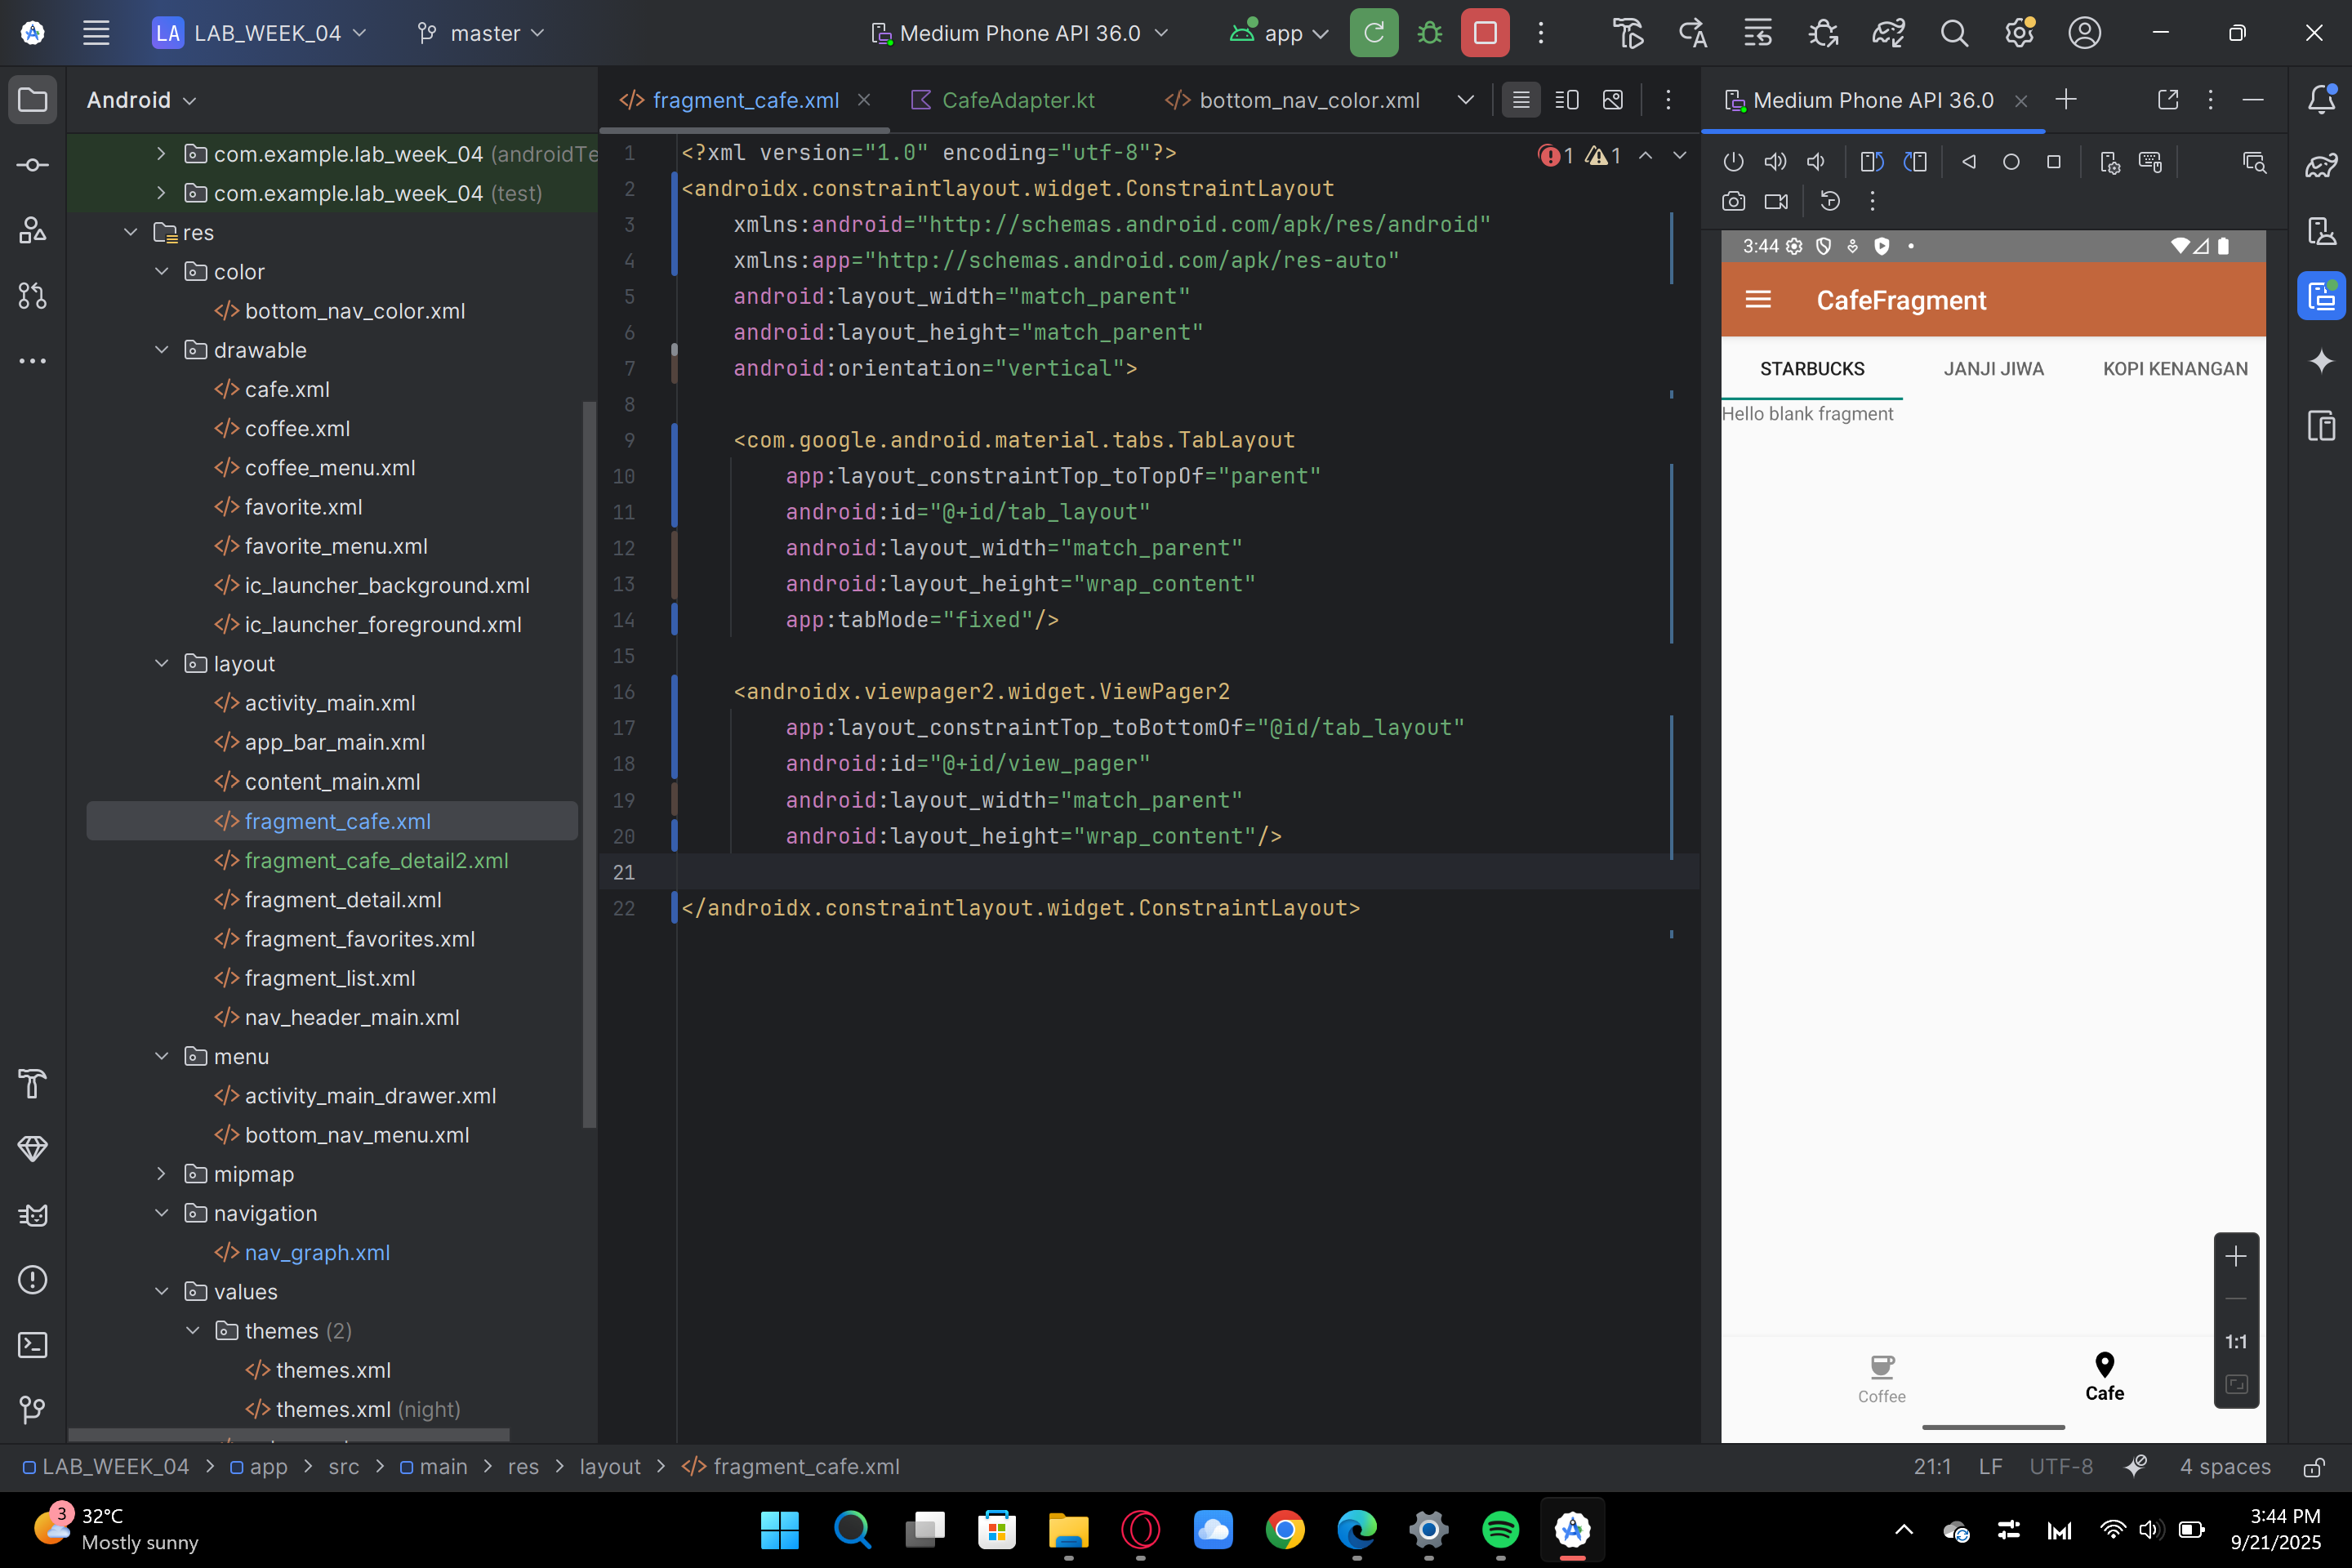 LA LAB_WEEK_04 master Medium Phone API 36.0 app
Android
fragment_cafe.xml CafeAdapter.kt bottom_nav_color.xml
Medium Phone API 36.0
com.example.lab_week_04 (androidTe
com.example.lab_week_04 (test)
res
color
bottom_nav_color.xml
drawable
cafe.xml
coffee.xml
coffee_menu.xml
favorite.xml
favorite_menu.xml
ic_launcher_background.xml
ic_launcher_foreground.xml
layout
activity_main.xml
app_bar_main.xml
content_main.xml
fragment_cafe.xml
fragment_cafe_detail2.xml
fragment_detail.xml
fragment_favorites.xml
fragment_list.xml
nav_header_main.xml
menu
activity_main_drawer.xml
bottom_nav_menu.xml
mipmap
navigation
nav_graph.xml
values
themes (2)
themes.xml
themes.xml (night)
1 <?xml version="1.0" encoding="utf-8"?>
1 1
2 <androidx.constraintlayout.widget.ConstraintLayout
3 xmlns:android="http://schemas.android.com/apk/res/android"
4 xmlns:app="http://schemas.android.com/apk/res-auto"
5 android:layout_width="match_parent"
6 android:layout_height="match_parent"
7 android:orientation="vertical">
8
9 <com.google.android.material.tabs.TabLayout
10 app:layout_constraintTop_toTopOf="parent"
11 android:id="@+id/tab_layout"
12 android:layout_width="match_parent"
13 android:layout_height="wrap_content"
14 app:tabMode="fixed"/>
15
16 <androidx.viewpager2.widget.ViewPager2
17 app:layout_constraintTop_toBottomOf="@id/tab_layout"
18 android:id="@+id/view_pager"
19 android:layout_width="match_parent"
20 android:layout_height="wrap_content"/>
21
22 </androidx.constraintlayout.widget.ConstraintLayout>
3:44
CafeFragment
STARBUCKS JANJI JIWA KOPI KENANGAN
Hello blank fragment
1:1
Coffee Cafe
LAB_WEEK_04 > app > src > main > res > layout > fragment_cafe.xml
21:1 LF UTF-8 4 spaces
3
32°C
Mostly sunny
3:44 PM
9/21/2025